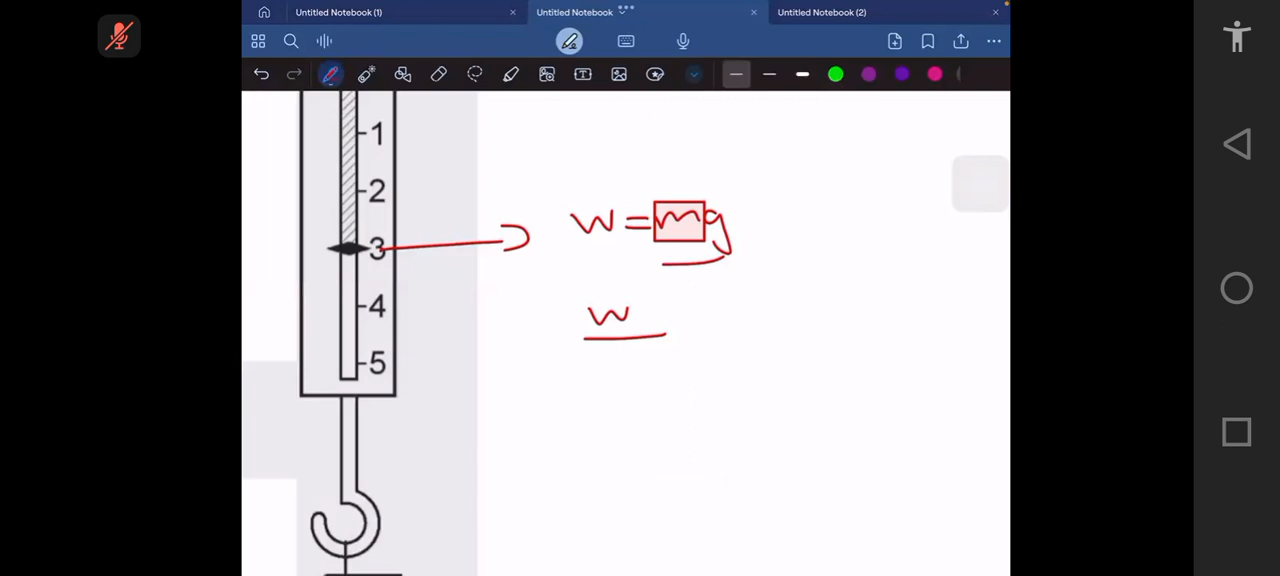 Untitled Notebook (1)
Untitled Notebook
Untitled Notebook (2)
-1
-2
3
-4
-5
w = mg
w